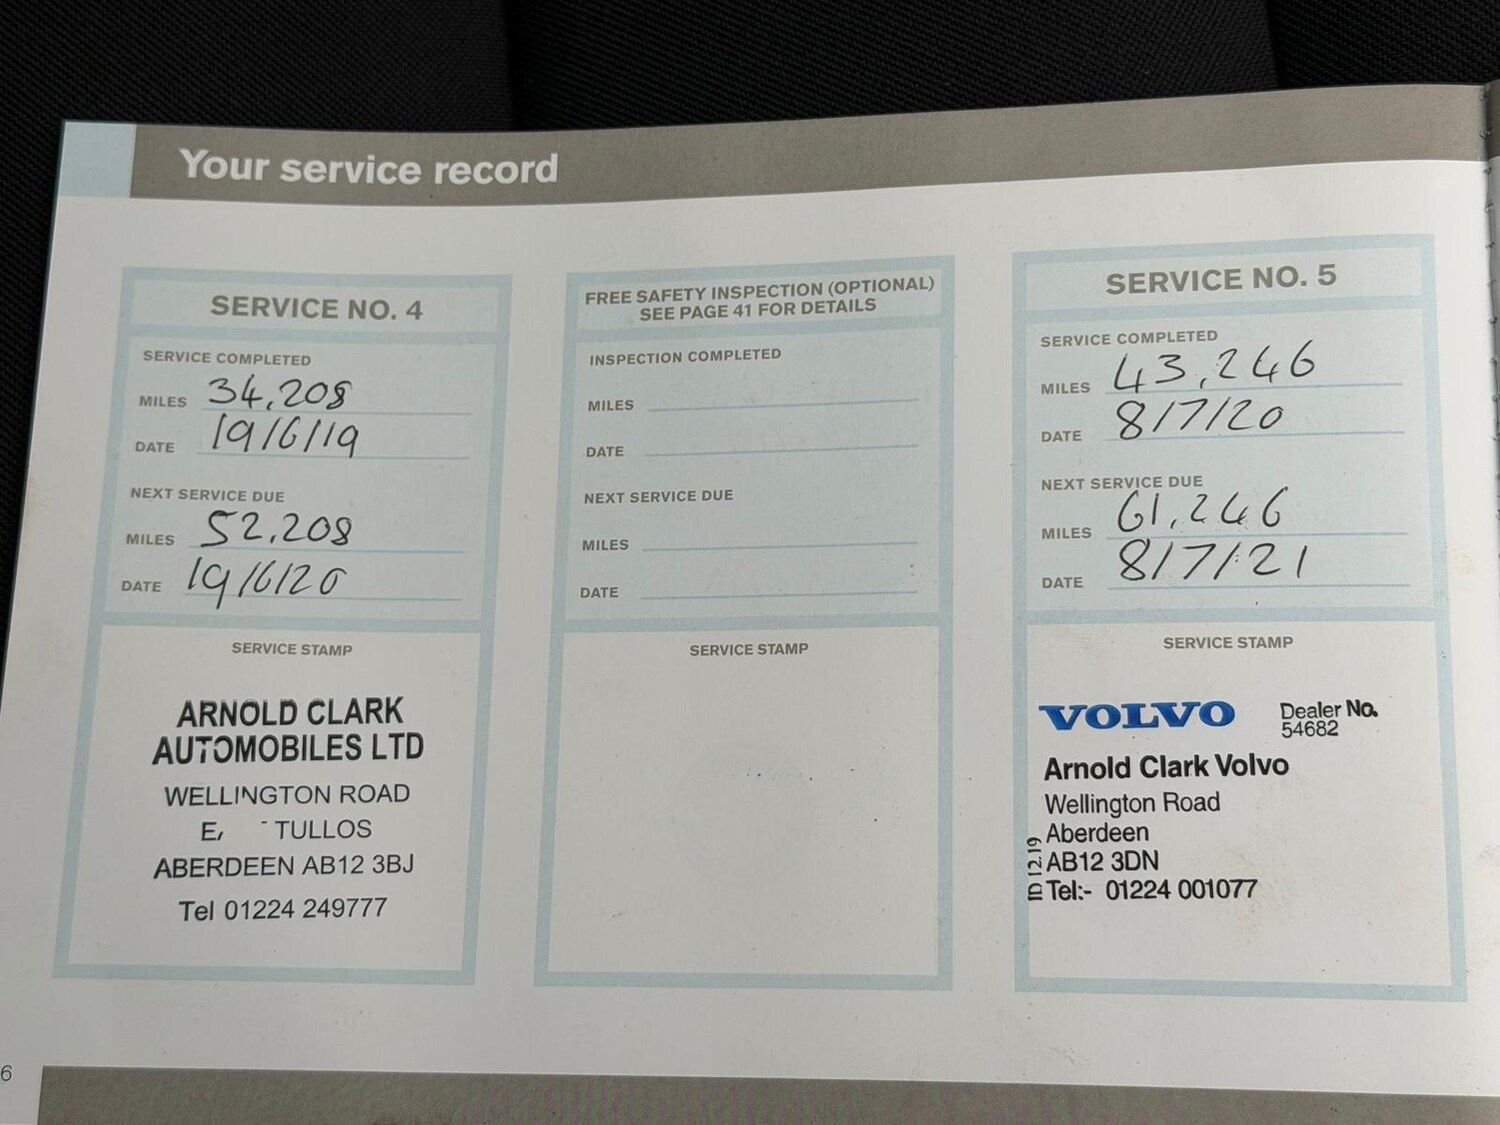 Your service record
SERVICE NO. 4
SERVICE COMPLETED
MILES 34,208
DATE 19/6/19
NEXT SERVICE DUE
MILES 52,208
DATE 19/6/20
SERVICE STAMP
ARNOLD CLARK
AUTOMOBILES LTD
WELLINGTON ROAD
TULLOS
ABERDEEN AB12 3BJ
Tel 01224 249777
FREE SAFETY INSPECTION (OPTIONAL)
SEE PAGE 41 FOR DETAILS
INSPECTION COMPLETED
MILES
DATE
NEXT SERVICE DUE
MILES
DATE
SERVICE STAMP
SERVICE NO. 5
SERVICE COMPLETED
MILES 43,246
DATE 8/7/20
NEXT SERVICE DUE
MILES 61,246
DATE 8/7/21
SERVICE STAMP
VOLVO Dealer No.
54682
Arnold Clark Volvo
Wellington Road
Aberdeen
AB12 3DN
Tel:- 01224 001077
ID 12.19
6